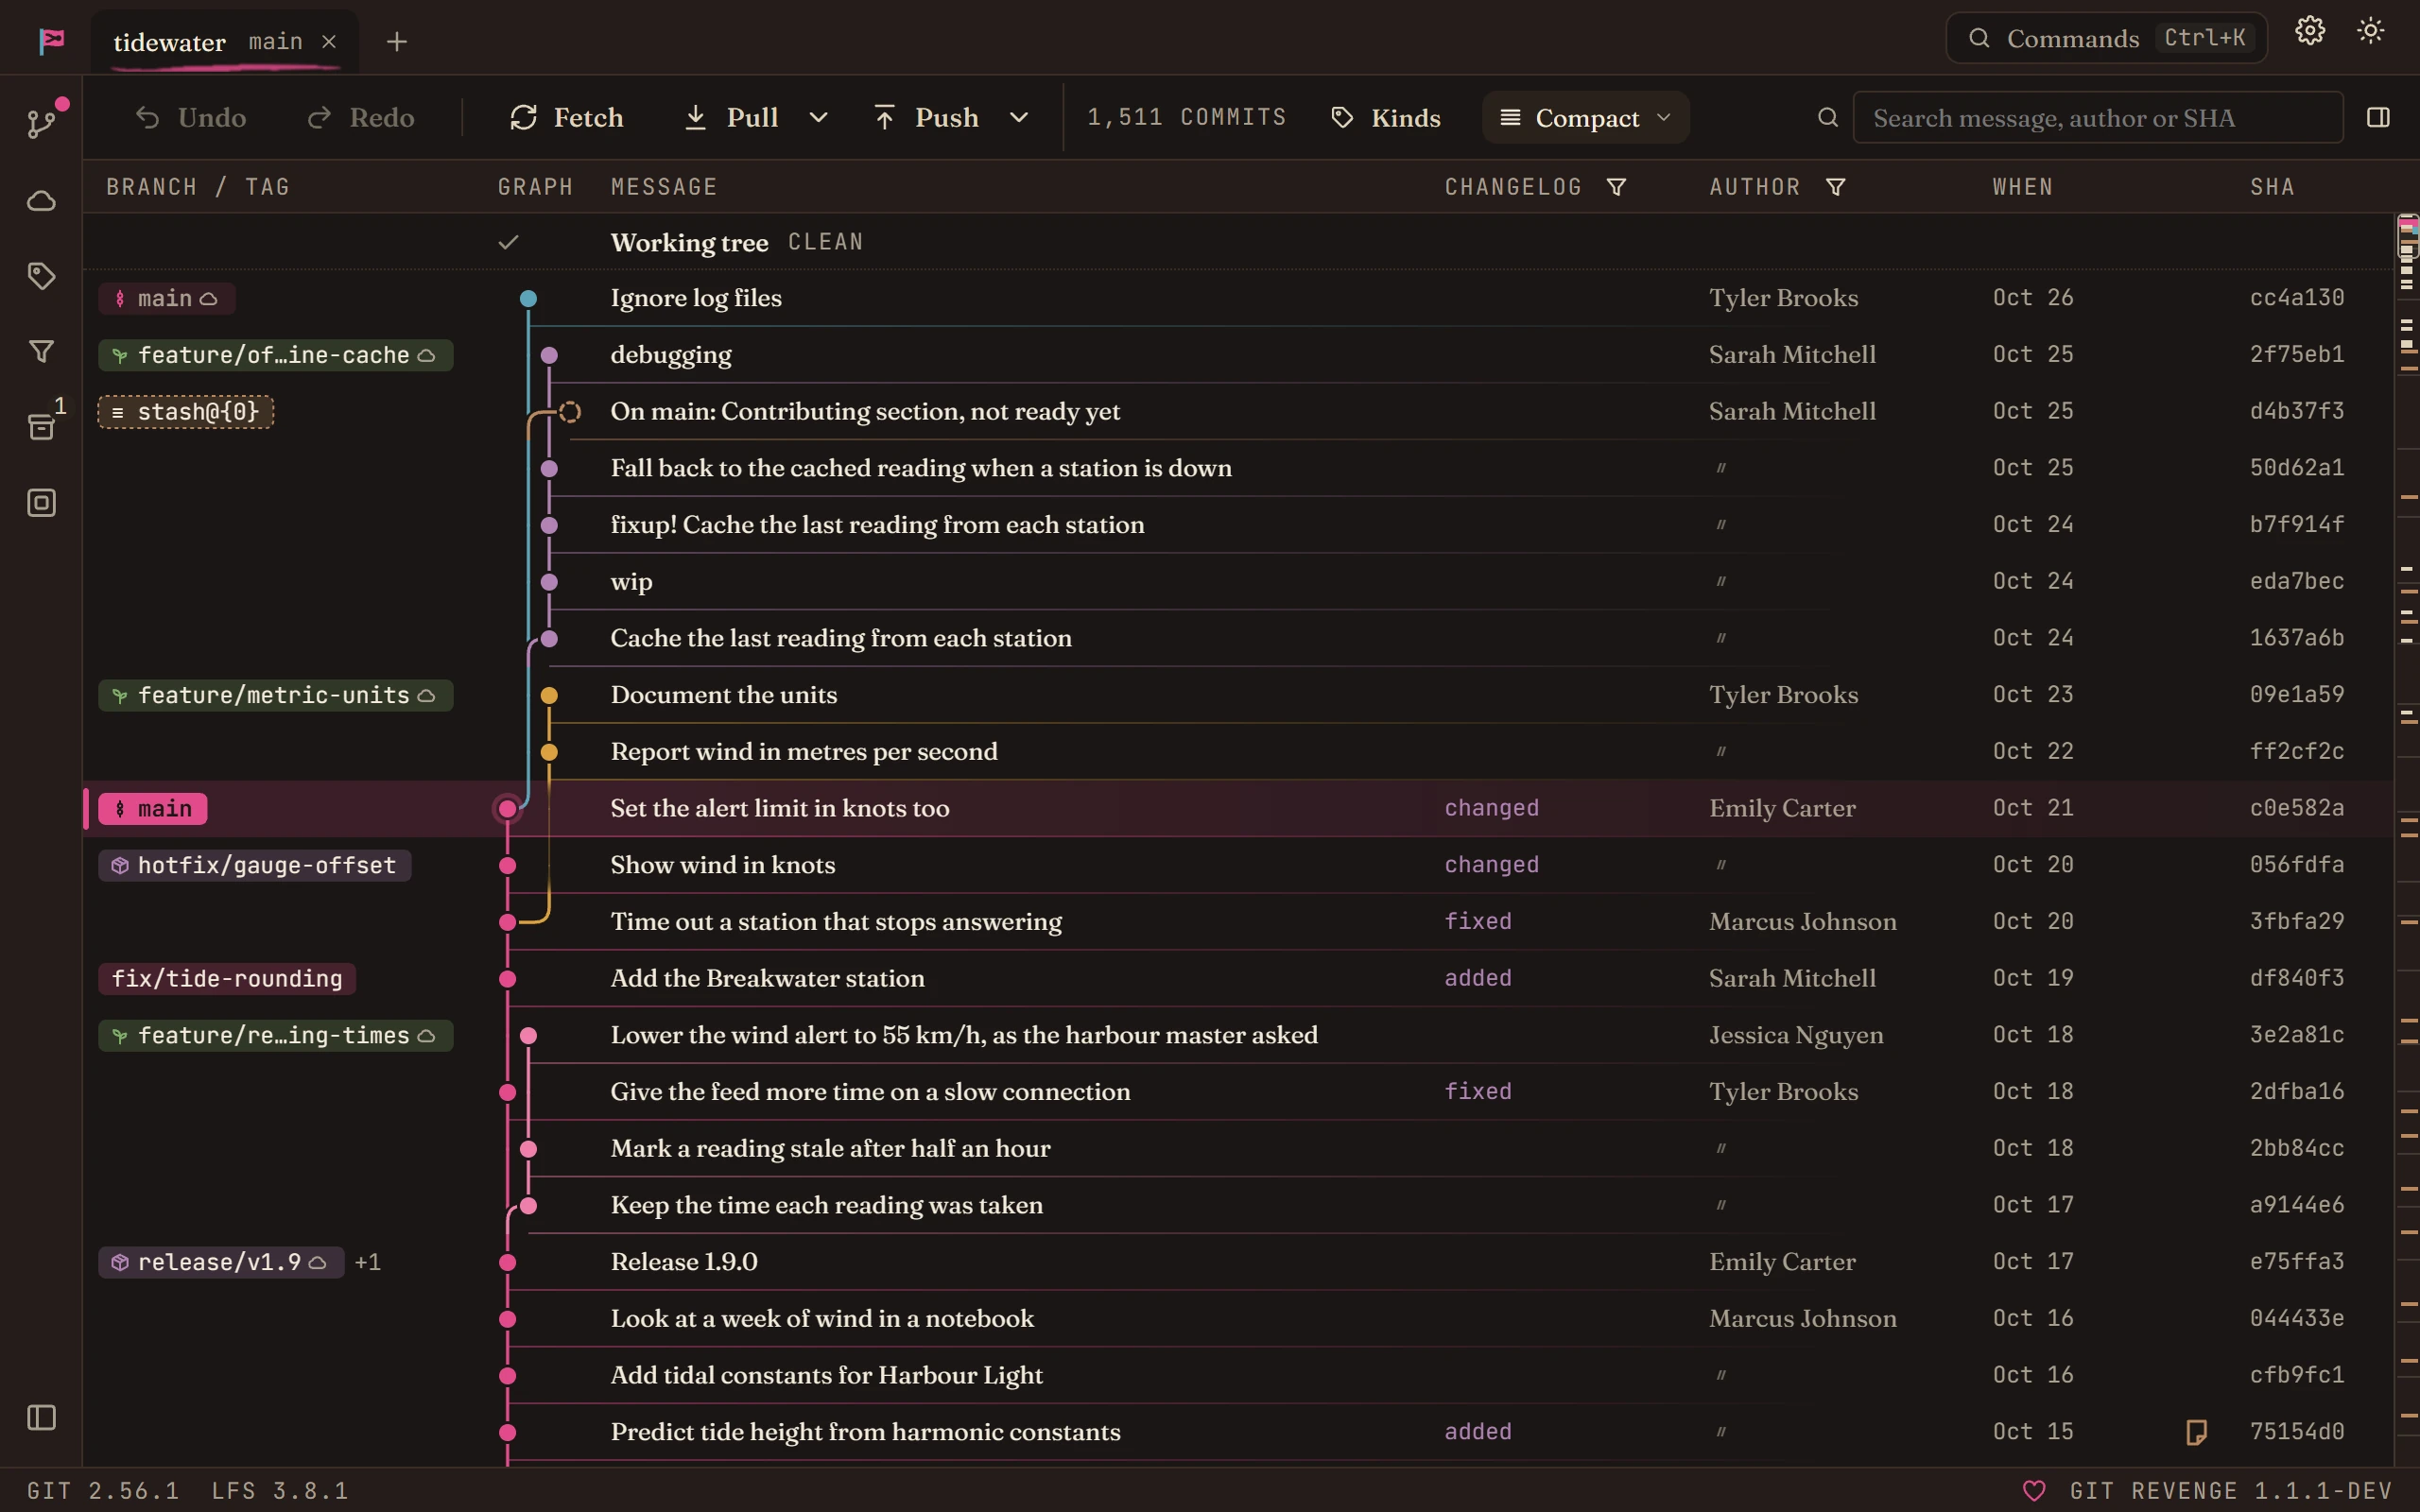 tidewater main
Commands Ctrl+K
Undo Redo Fetch Pull Push 1,511 COMMITS Kinds Compact Search message, author or SHA
BRANCH / TAG GRAPH MESSAGE CHANGELOG AUTHOR WHEN SHA
Working tree CLEAN
main Ignore log files Tyler Brooks Oct 26 cc4a130
feature/of…ine-cache debugging Sarah Mitchell Oct 25 2f75eb1
1
stash@{0} On main: Contributing section, not ready yet Sarah Mitchell Oct 25 d4b37f3
Fall back to the cached reading when a station is down 〃 Oct 25 50d62a1
fixup! Cache the last reading from each station 〃 Oct 24 b7f914f
wip 〃 Oct 24 eda7bec
Cache the last reading from each station 〃 Oct 24 1637a6b
feature/metric-units Document the units Tyler Brooks Oct 23 09e1a59
Report wind in metres per second 〃 Oct 22 ff2cf2c
main Set the alert limit in knots too changed Emily Carter Oct 21 c0e582a
hotfix/gauge-offset Show wind in knots changed 〃 Oct 20 056fdfa
Time out a station that stops answering fixed Marcus Johnson Oct 20 3fbfa29
fix/tide-rounding Add the Breakwater station added Sarah Mitchell Oct 19 df840f3
feature/re…ing-times Lower the wind alert to 55 km/h, as the harbour master asked Jessica Nguyen Oct 18 3e2a81c
Give the feed more time on a slow connection fixed Tyler Brooks Oct 18 2dfba16
Mark a reading stale after half an hour 〃 Oct 18 2bb84cc
Keep the time each reading was taken 〃 Oct 17 a9144e6
release/v1.9 +1 Release 1.9.0 Emily Carter Oct 17 e75ffa3
Look at a week of wind in a notebook Marcus Johnson Oct 16 044433e
Add tidal constants for Harbour Light 〃 Oct 16 cfb9fc1
Predict tide height from harmonic constants added 〃 Oct 15 75154d0
GIT 2.56.1 LFS 3.8.1 GIT REVENGE 1.1.1-DEV